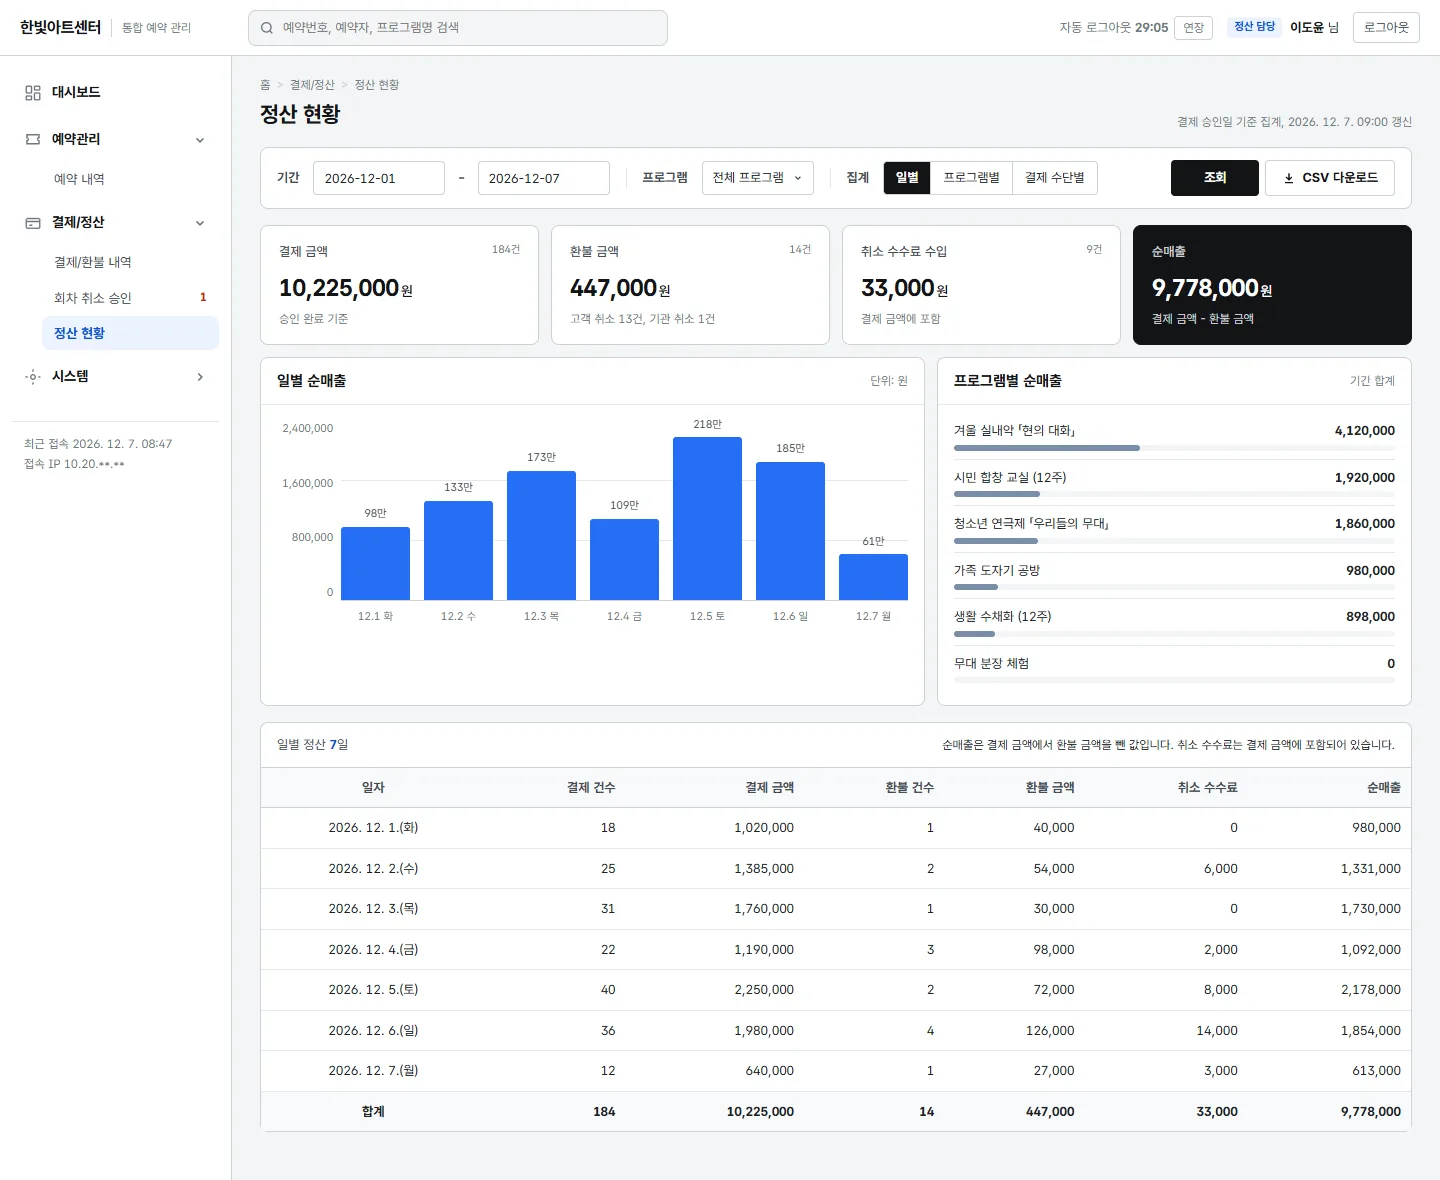 한빛아트센터 통합 예약 관리
예약번호, 예약자, 프로그램명 검색
자동 로그아웃 29:05 연장 정산 담당 이도윤 님 로그아웃
대시보드
예약관리
예약 내역
결제/정산
결제/환불 내역
회차 취소 승인 1
정산 현황
시스템
최근 접속 2026. 12. 7. 08:47
접속 IP 10.20.**.**
홈 > 결제/정산 > 정산 현황
정산 현황
결제 승인일 기준 집계, 2026. 12. 7. 09:00 갱신
기간 2026-12-01 - 2026-12-07 프로그램 전체 프로그램 집계 일별 프로그램별 결제 수단별 조회 CSV 다운로드
결제 금액 184건
10,225,000원
승인 완료 기준
환불 금액 14건
447,000원
고객 취소 13건, 기관 취소 1건
취소 수수료 수입 9건
33,000원
결제 금액에 포함
순매출
9,778,000원
결제 금액 - 환불 금액
일별 순매출 단위: 원
2,400,000
1,600,000
800,000
0
98만 133만 173만 109만 218만 185만 61만
12.1 화 12.2 수 12.3 목 12.4 금 12.5 토 12.6 일 12.7 월
프로그램별 순매출 기간 합계
겨울 실내악 「현의 대화」 4,120,000
시민 합창 교실 (12주) 1,920,000
청소년 연극제 「우리들의 무대」 1,860,000
가족 도자기 공방 980,000
생활 수채화 (12주) 898,000
무대 분장 체험 0
일별 정산 7일
순매출은 결제 금액에서 환불 금액을 뺀 값입니다. 취소 수수료는 결제 금액에 포함되어 있습니다.
일자 결제 건수 결제 금액 환불 건수 환불 금액 취소 수수료 순매출
2026. 12. 1.(화) 18 1,020,000 1 40,000 0 980,000
2026. 12. 2.(수) 25 1,385,000 2 54,000 6,000 1,331,000
2026. 12. 3.(목) 31 1,760,000 1 30,000 0 1,730,000
2026. 12. 4.(금) 22 1,190,000 3 98,000 2,000 1,092,000
2026. 12. 5.(토) 40 2,250,000 2 72,000 8,000 2,178,000
2026. 12. 6.(일) 36 1,980,000 4 126,000 14,000 1,854,000
2026. 12. 7.(월) 12 640,000 1 27,000 3,000 613,000
합계 184 10,225,000 14 447,000 33,000 9,778,000